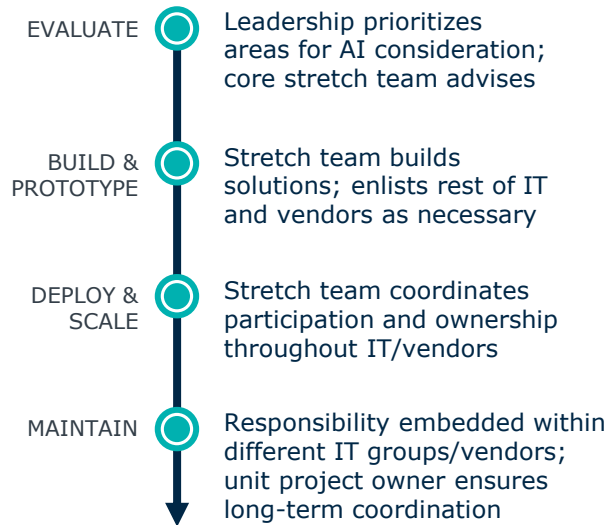 EVALUATE
Leadership prioritizes
areas for AI consideration;
core stretch team advises
BUILD &
PROTOTYPE
Stretch team builds
solutions; enlists rest of IT
and vendors as necessary
DEPLOY &
SCALE
Stretch team coordinates
participation and ownership
throughout IT/vendors
MAINTAIN
Responsibility embedded within
different IT groups/vendors;
unit project owner ensures
long-term coordination